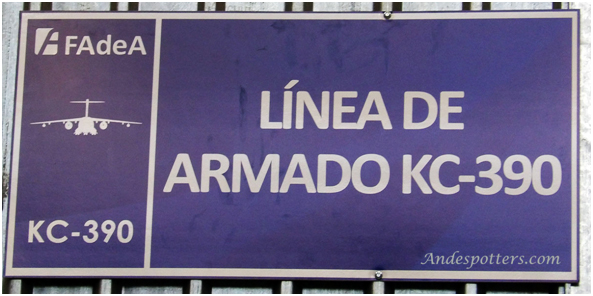 FAdeA
KC-390
LÍNEA DE
ARMADO KC-390
Andespotters.com